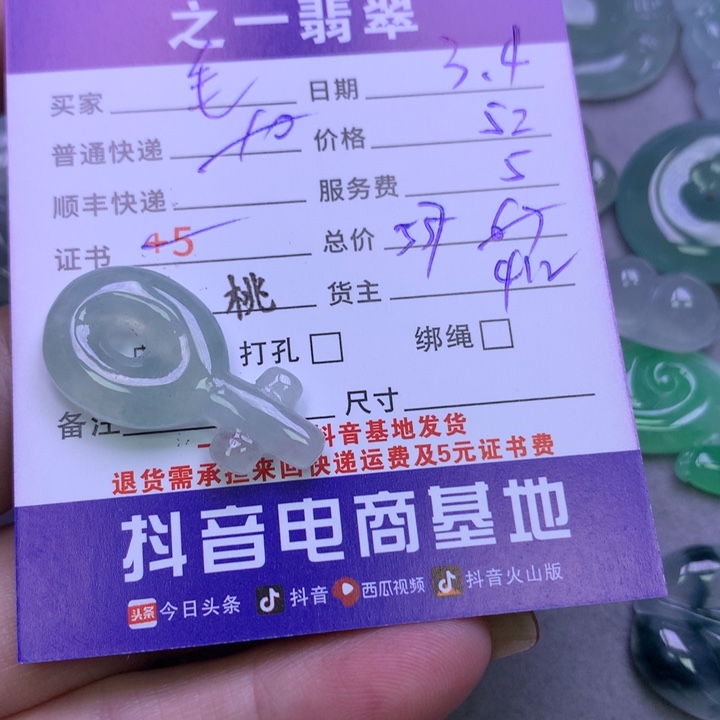 之一翡翠
买家 毛 日期 3.4
普通快递 +10 价格 52
顺丰快递 服务费 5
证书 +5 总价 57 67
桃 货主 412
打孔 绑绳
备注 尺寸
抖音基地发货
退货需承担来回快递运费及5元证书费
抖音电商基地
头条 今日头条 抖音 西瓜视频 抖音火山版